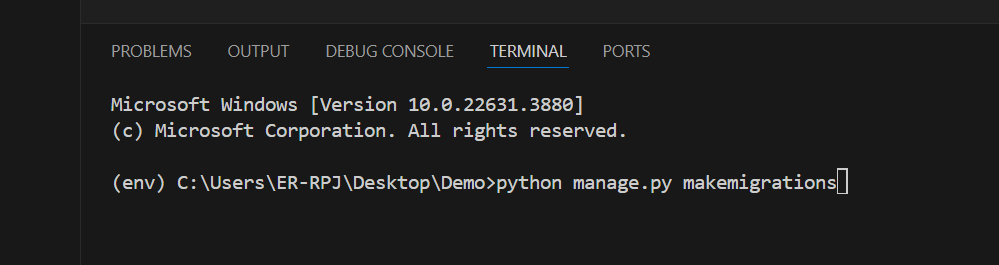 PROBLEMS OUTPUT DEBUG CONSOLE TERMINAL PORTS
Microsoft Windows [Version 10.0.22631.3880]
(c) Microsoft Corporation. All rights reserved.
(env) C:\Users\ER-RPJ\Desktop\Demo>python manage.py makemigrations